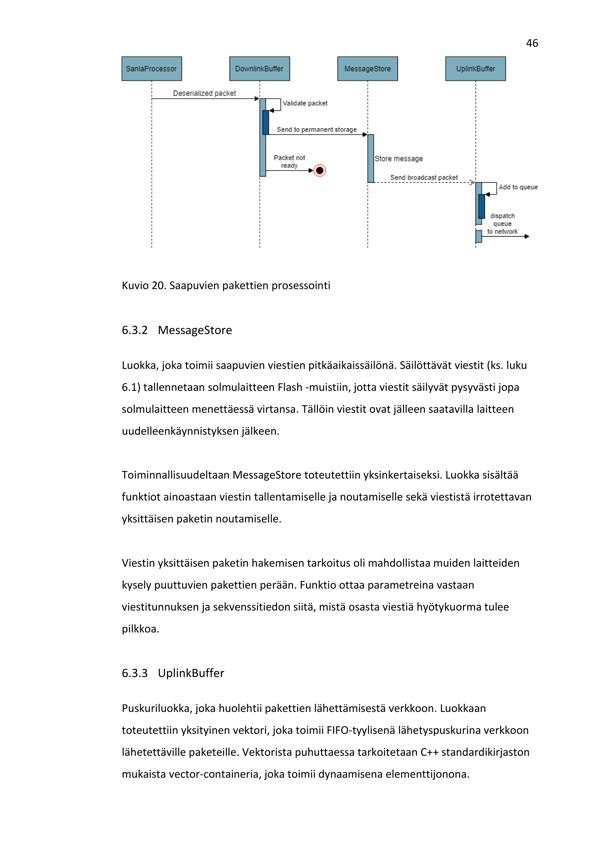 46
SanlaProcessor
DownlinkBuffer
MessageStore
UplinkBuffer
Deserialized packet
Validate packet
Send to permanent storage
Packet not
ready
Store message
Send broadcast packet
Add to queue
dispatch
queue
to network
Kuvio 20. Saapuvien pakettien prosessointi
6.3.2 MessageStore
Luokka, joka toimii saapuvien viestien pitkäaikaissäilönä. Säilöttävät viestit (ks. luku
6.1) tallennetaan solmulaitteen Flash -muistiin, jotta viestit säilyvät pysyvästi jopa
solmulaitteen menettäessä virtansa. Tällöin viestit ovat jälleen saatavilla laitteen
uudelleenkäynnistyksen jälkeen.
Toiminnallisuudeltaan MessageStore toteutettiin yksinkertaiseksi. Luokka sisältää
funktiot ainoastaan viestin tallentamiselle ja noutamiselle sekä viestistä irrotettavan
yksittäisen paketin noutamiselle.
Viestin yksittäisen paketin hakemisen tarkoitus oli mahdollistaa muiden laitteiden
kysely puuttuvien pakettien perään. Funktio ottaa parametreina vastaan
viestitunnuksen ja sekvenssitiedon siitä, mistä osasta viestiä hyötykuorma tulee
pilkkoa.
6.3.3 UplinkBuffer
Puskuriluokka, joka huolehtii pakettien lähettämisestä verkkoon. Luokkaan
toteutettiin yksityinen vektori, joka toimii FIFO-tyylisenä lähetyspuskurina verkkoon
lähetettäville paketeille. Vektorista puhuttaessa tarkoitetaan C++ standardikirjaston
mukaista vector-containeria, joka toimii dynaamisena elementtijonona.